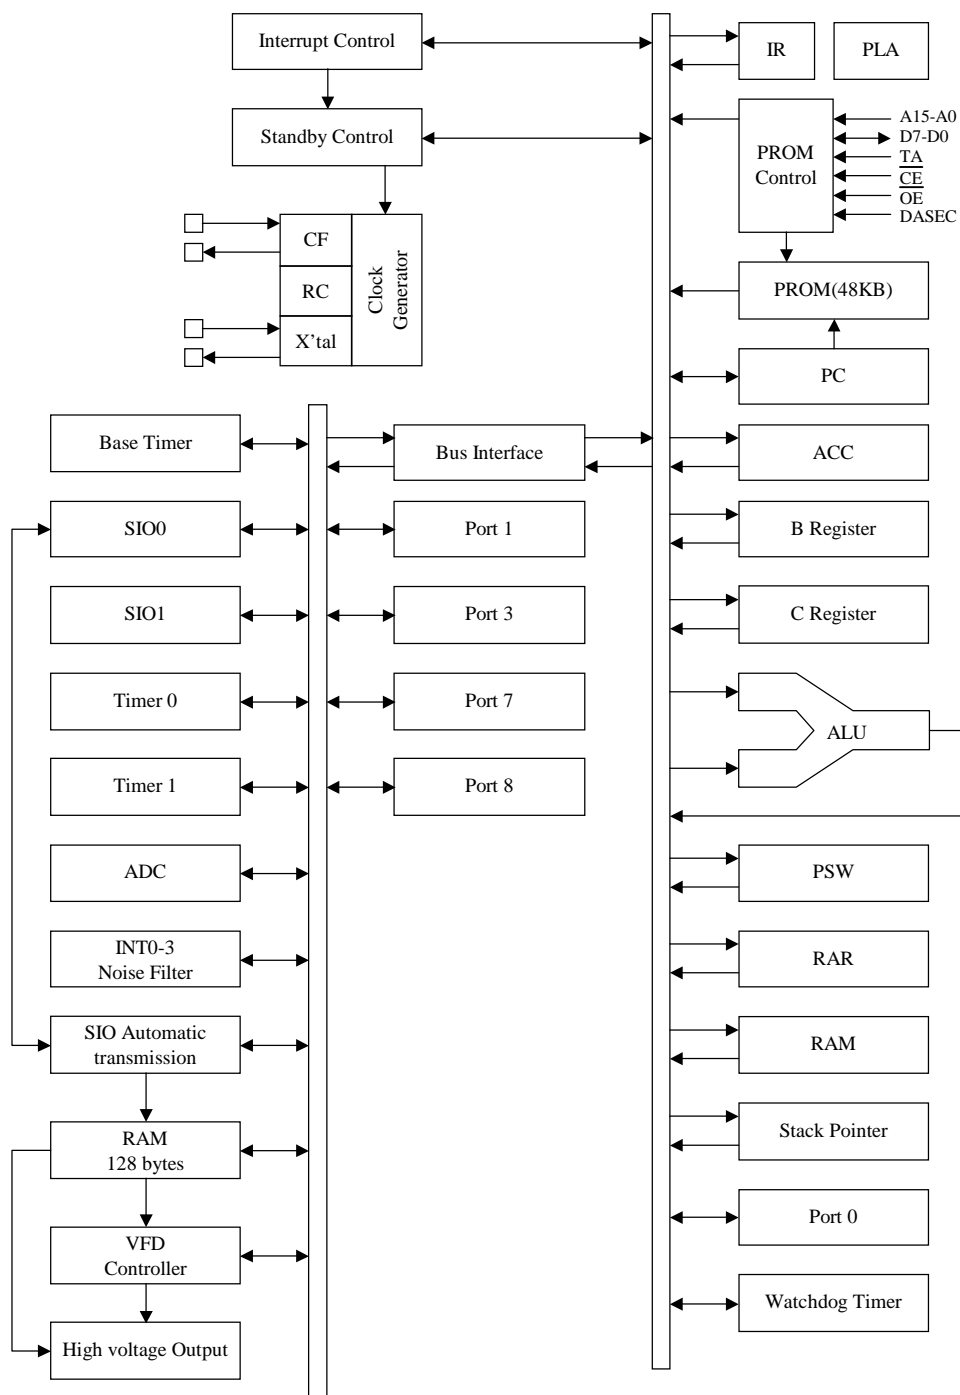 Interrupt Control
IR
PLA
Standby Control
PROM
Control
A15-A0
D7-D0
TA
CE
OE
DASEC
CF
RC
X'tal
Clock
Generator
PROM(48KB)
PC
Base Timer
Bus Interface
ACC
SIO0
Port 1
B Register
SIO1
Port 3
C Register
Timer 0
Port 7
ALU
Timer 1
Port 8
ADC
PSW
INT0-3
Noise Filter
RAR
SIO Automatic
transmission
RAM
RAM
128 bytes
Stack Pointer
VFD
Controller
Port 0
High voltage Output
Watchdog Timer